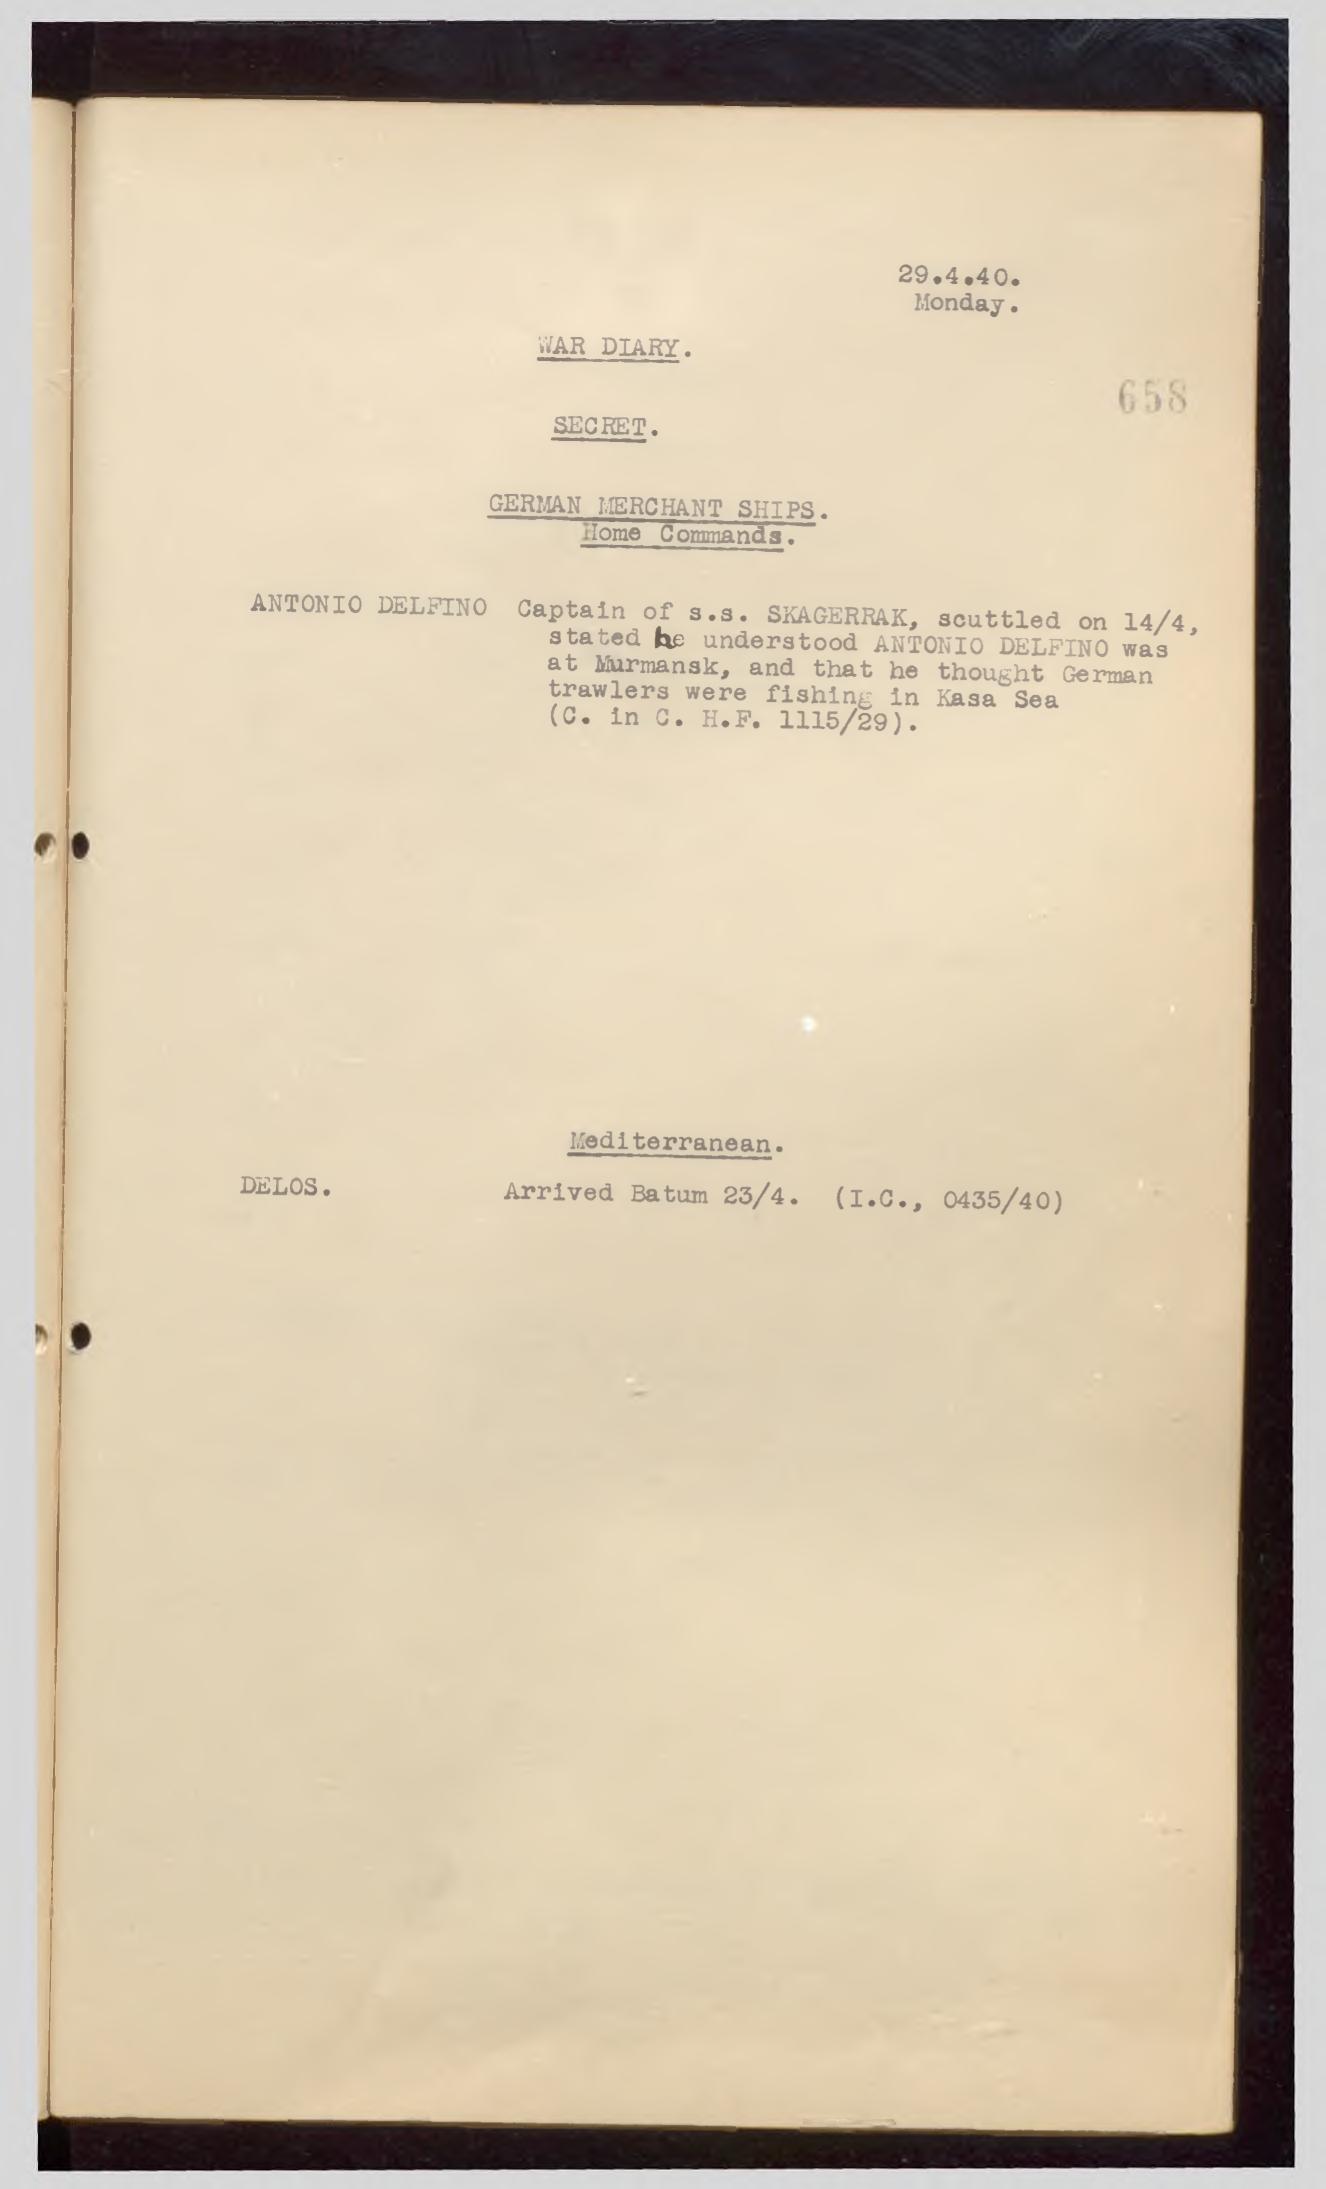 29.4.40.
Monday.
WAR DIARY.
658
SECRET.
GERMAN MERCHANT SHIPS.
Home Commands.
ANTONIO DELFINO Captain of s.s. SKAGERRAK, scuttled on 14/4,
stated he understood ANTONIO DELFINO was
at Murmansk, and that he thought German
trawlers were fishing in Kasa Sea
(C. in C. H.F. 1115/29).
Mediterranean.
DELOS. Arrived Batum 23/4. (I.C., 0435/40)